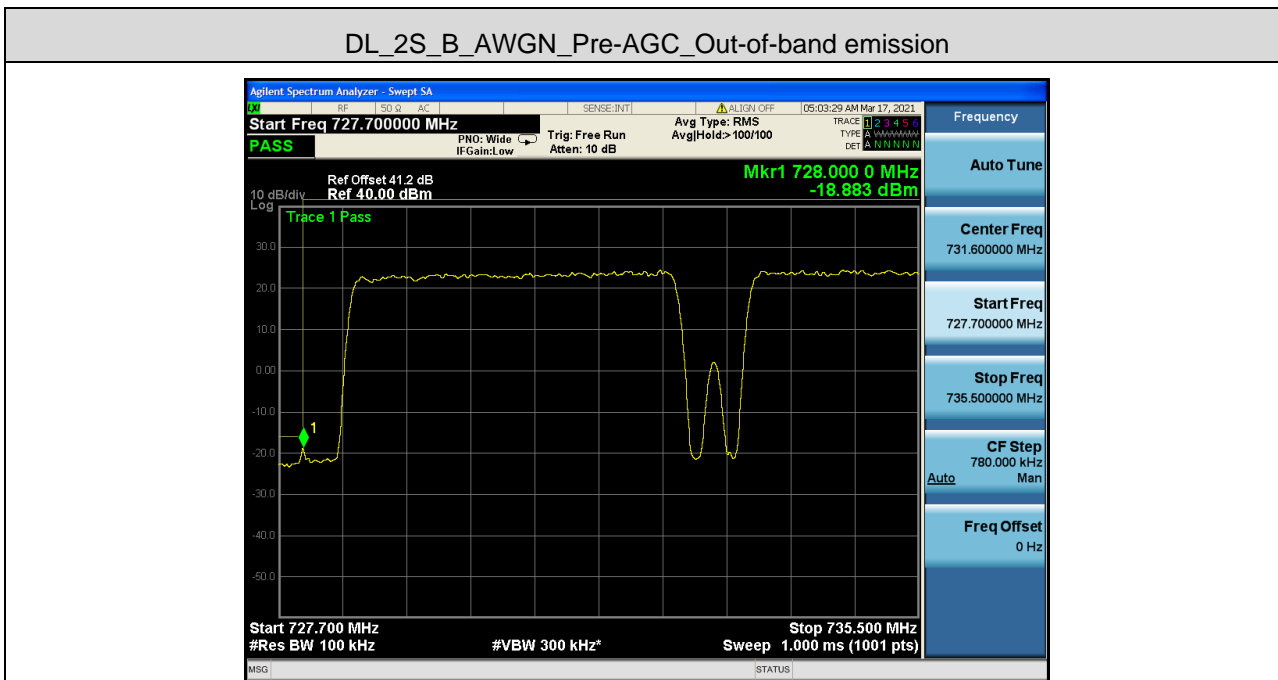 DL_2S_B_AWGN_Pre-AGC_Out-of-band emission
Agilent Spectrum Analyzer - Swept SA
LXI RF 50 Ω AC SENSE:INT ALIGN OFF 05:03:29 AM Mar 17, 2021
Start Freq 727.700000 MHz
PASS
PNO: Wide
IFGain:Low
Trig: Free Run
Atten: 10 dB
Avg Type: RMS
Avg|Hold:>100/100
TRACE 1 2 3 4 5 6
TYPE A WWWWW
DET A N N N N N
Mkr1 728.000 0 MHz
-18.883 dBm
Ref Offset 41.2 dB
10 dB/div Ref 40.00 dBm
Log
Trace 1 Pass
30.0
20.0
10.0
0.00
-10.0
-20.0
-30.0
-40.0
-50.0
1
Start 727.700 MHz Stop 735.500 MHz
#Res BW 100 kHz #VBW 300 kHz* Sweep 1.000 ms (1001 pts)
MSG STATUS
Frequency
Auto Tune
Center Freq
731.600000 MHz
Start Freq
727.700000 MHz
Stop Freq
735.500000 MHz
CF Step
780.000 kHz
Auto Man
Freq Offset
0 Hz